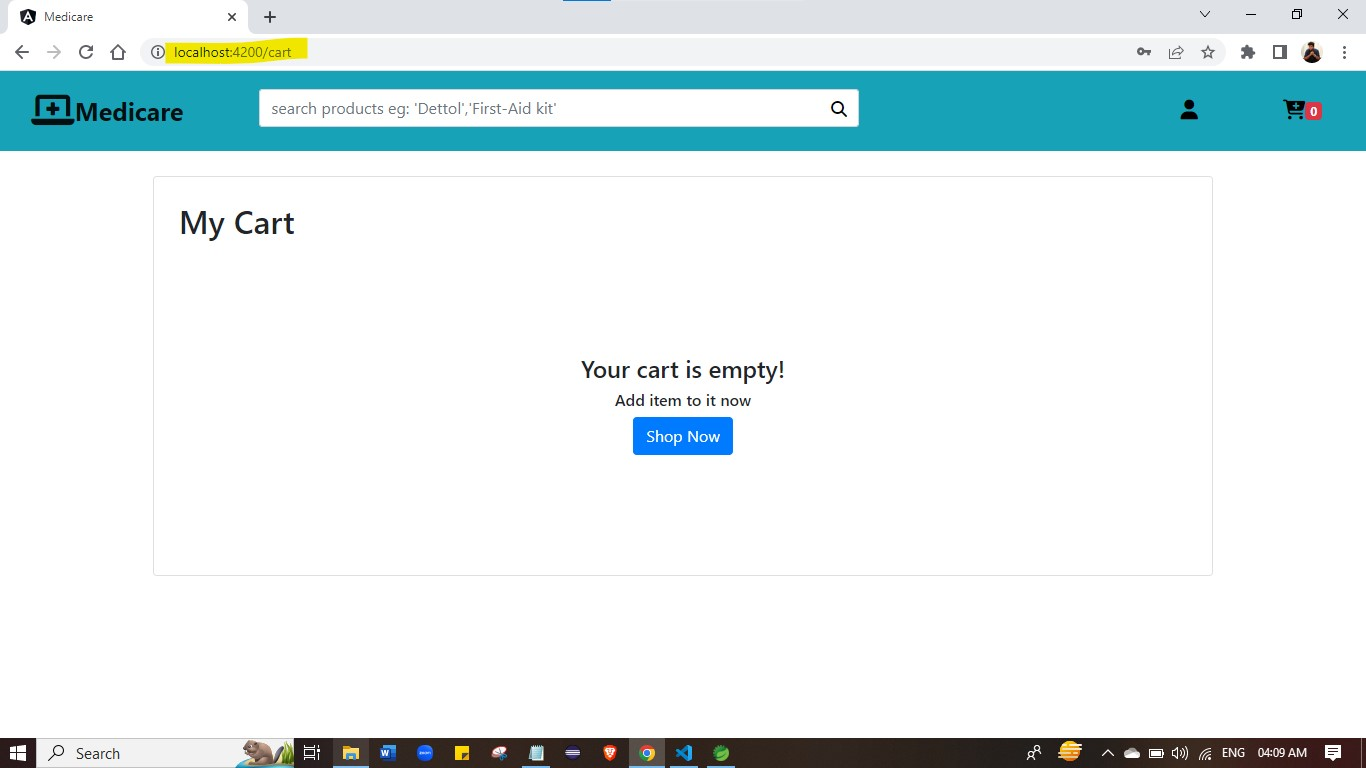 Medicare
localhost:4200/cart
Medicare
search products eg: 'Dettol','First-Aid kit'
0
My Cart
Your cart is empty!
Add item to it now
Shop Now
Search
ENG
04:09 AM